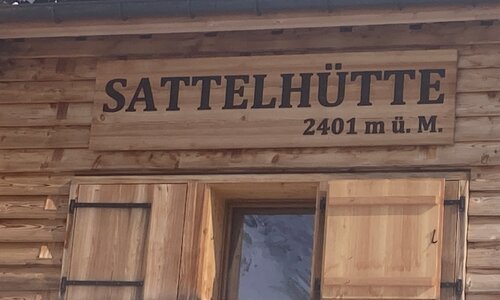 SATTELHÜTTE
2401 m ü. M.